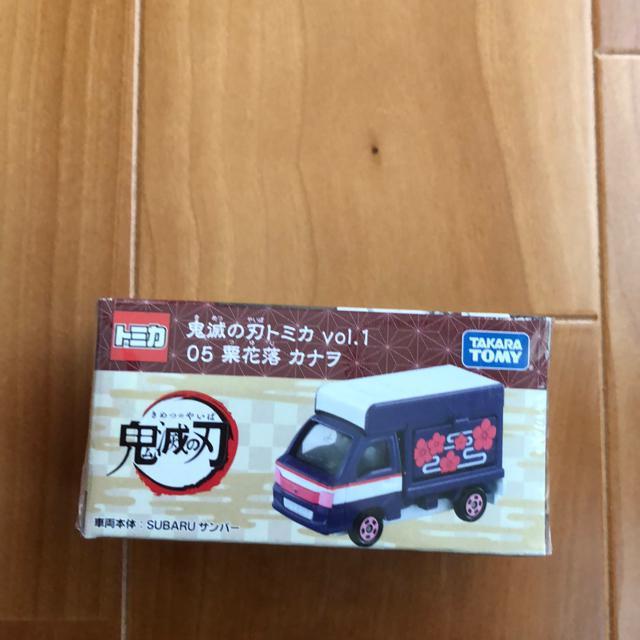 トミカ
鬼滅の刃トミカ vol.1
05 栗花落 カナヲ
TAKARA
TOMY
きめつのやいば
鬼滅の刃
車両本体：SUBARU サンバー